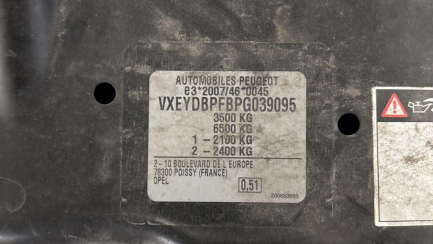 AUTOMOBILES PEUGEOT
e3*2007/46*0045
VXEYDBPFBPG039095
3500 KG
6500 KG
1 – 2100 KG
2 – 2400 KG
2 – 10 BOULEVARD DE L'EUROPE
78300 POISSY (FRANCE)
OPEL
0,51